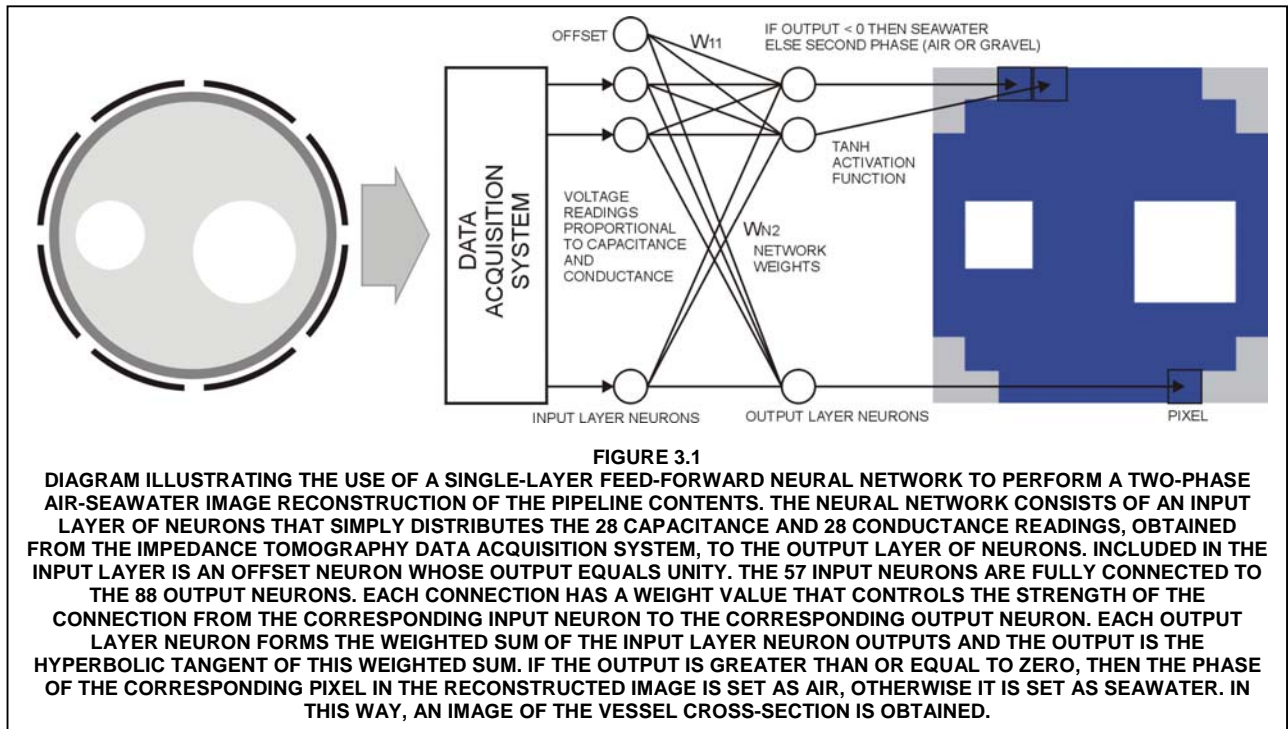 OFFSET
W11
IF OUTPUT < 0 THEN SEAWATER
ELSE SECOND PHASE (AIR OR GRAVEL)
DATA
ACQUISITION
SYSTEM
VOLTAGE
READINGS
PROPORTIONAL
TO CAPACITANCE
AND
CONDUCTANCE
TANH
ACTIVATION
FUNCTION
WN2
NETWORK
WEIGHTS
INPUT LAYER NEURONS
OUTPUT LAYER NEURONS
PIXEL
FIGURE 3.1
DIAGRAM ILLUSTRATING THE USE OF A SINGLE-LAYER FEED-FORWARD NEURAL NETWORK TO PERFORM A TWO-PHASE
AIR-SEAWATER IMAGE RECONSTRUCTION OF THE PIPELINE CONTENTS. THE NEURAL NETWORK CONSISTS OF AN INPUT
LAYER OF NEURONS THAT SIMPLY DISTRIBUTES THE 28 CAPACITANCE AND 28 CONDUCTANCE READINGS, OBTAINED
FROM THE IMPEDANCE TOMOGRAPHY DATA ACQUISITION SYSTEM, TO THE OUTPUT LAYER OF NEURONS. INCLUDED IN THE
INPUT LAYER IS AN OFFSET NEURON WHOSE OUTPUT EQUALS UNITY. THE 57 INPUT NEURONS ARE FULLY CONNECTED TO
THE 88 OUTPUT NEURONS. EACH CONNECTION HAS A WEIGHT VALUE THAT CONTROLS THE STRENGTH OF THE
CONNECTION FROM THE CORRESPONDING INPUT NEURON TO THE CORRESPONDING OUTPUT NEURON. EACH OUTPUT
LAYER NEURON FORMS THE WEIGHTED SUM OF THE INPUT LAYER NEURON OUTPUTS AND THE OUTPUT IS THE
HYPERBOLIC TANGENT OF THIS WEIGHTED SUM. IF THE OUTPUT IS GREATER THAN OR EQUAL TO ZERO, THEN THE PHASE
OF THE CORRESPONDING PIXEL IN THE RECONSTRUCTED IMAGE IS SET AS AIR, OTHERWISE IT IS SET AS SEAWATER. IN
THIS WAY, AN IMAGE OF THE VESSEL CROSS-SECTION IS OBTAINED.